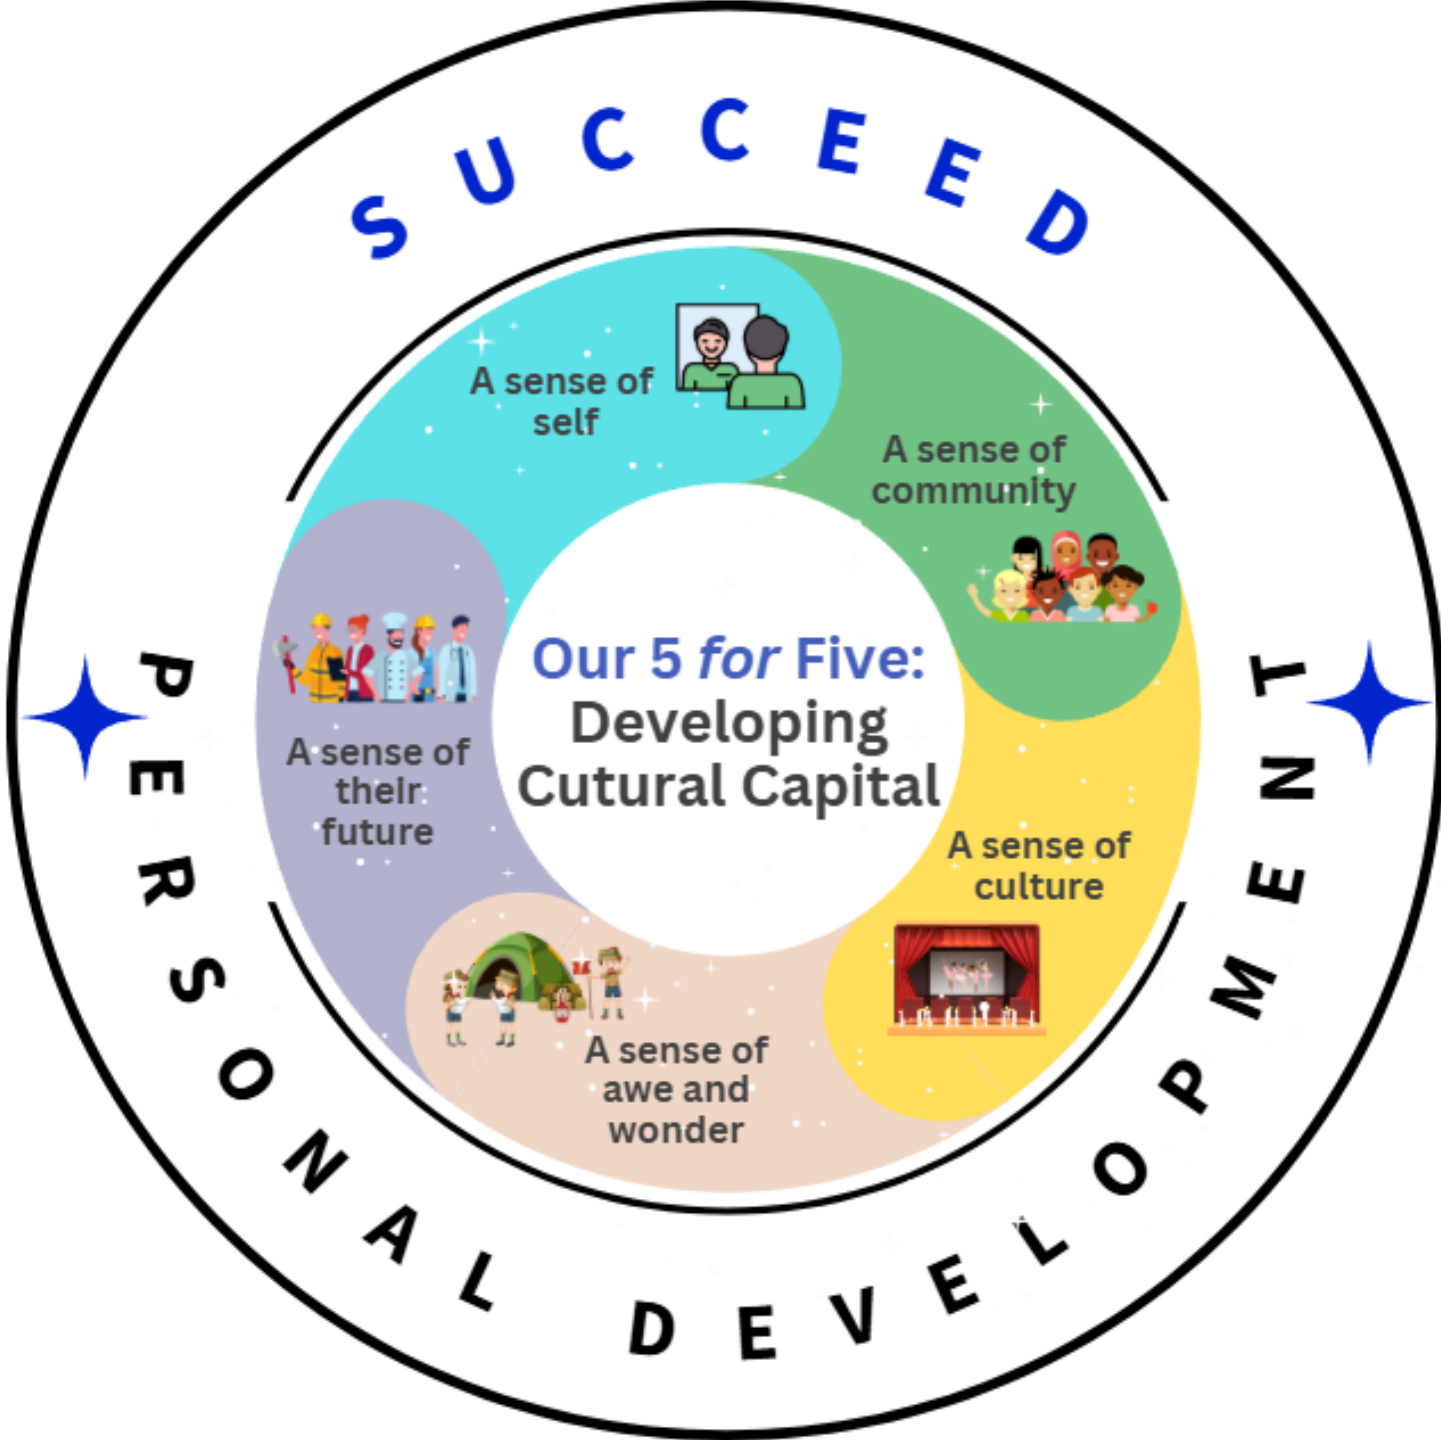 SUCCEED
A sense of
self
A sense of
community
A sense of
culture
A sense of
awe and
wonder
A sense of
their
future
Our 5 for Five:
Developing
Cutural Capital
PERSONAL DEVELOPMENT